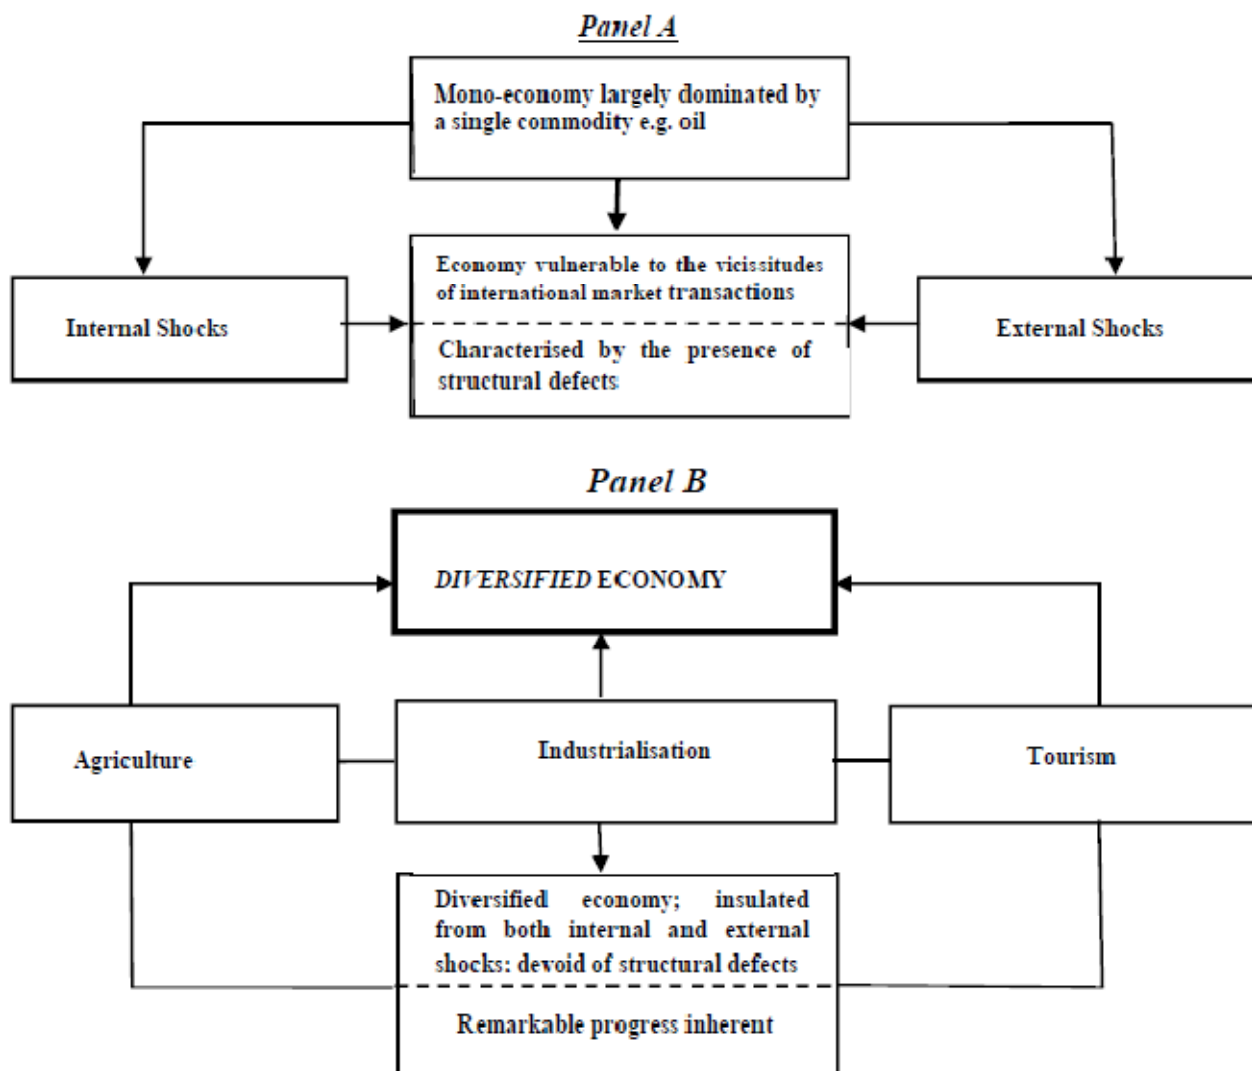 Panel A
Mono-economy largely dominated by
a single commodity e.g. oil
Economy vulnerable to the vicissitudes
of international market transactions
Internal Shocks
External Shocks
Characterised by the presence of
structural defects
Panel B
DIVERSIFIED ECONOMY
Agriculture
Industrialisation
Tourism
Diversified economy; insulated
from both internal and external
shocks: devoid of structural defects
Remarkable progress inherent